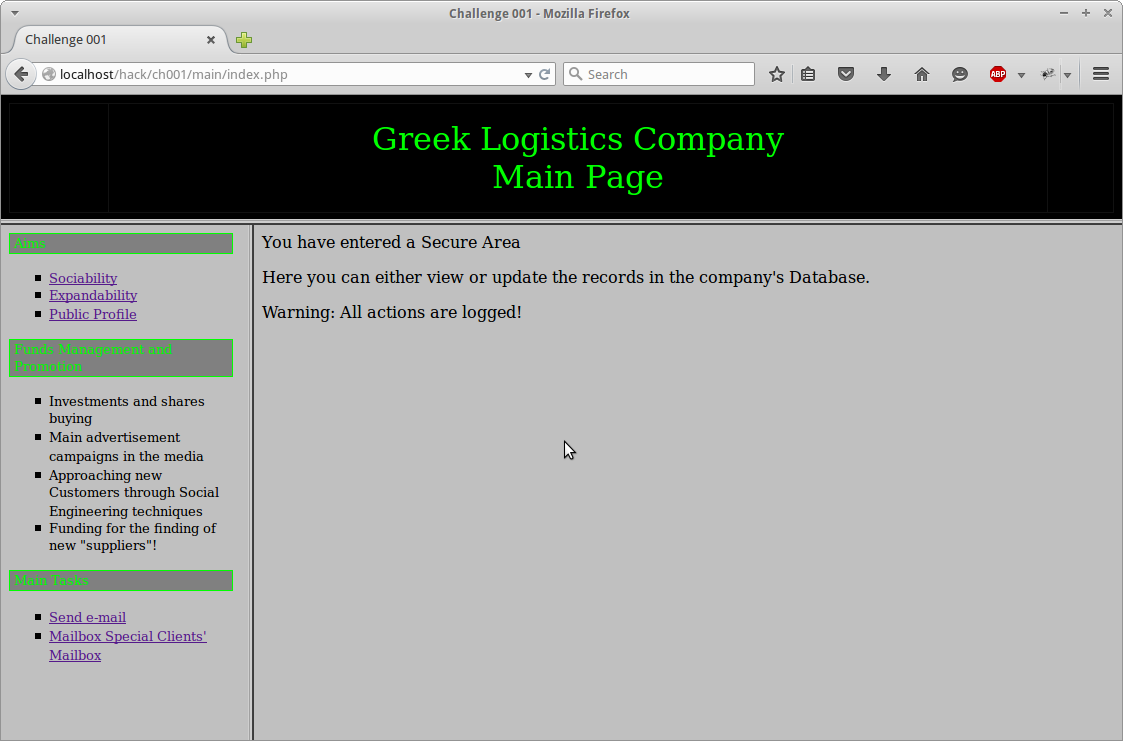 Challenge 001 - Mozilla Firefox
Challenge 001
localhost/hack/ch001/main/index.php
Search
ABP
Greek Logistics Company
Main Page
Aims
Sociability
Expandability
Public Profile
Funds Management and
Promotion
Investments and shares
buying
Main advertisement
campaigns in the media
Approaching new
Customers through Social
Engineering techniques
Funding for the finding of
new "suppliers"!
Main Tasks
Send e-mail
Mailbox Special Clients'
Mailbox
You have entered a Secure Area
Here you can either view or update the records in the company's Database.
Warning: All actions are logged!